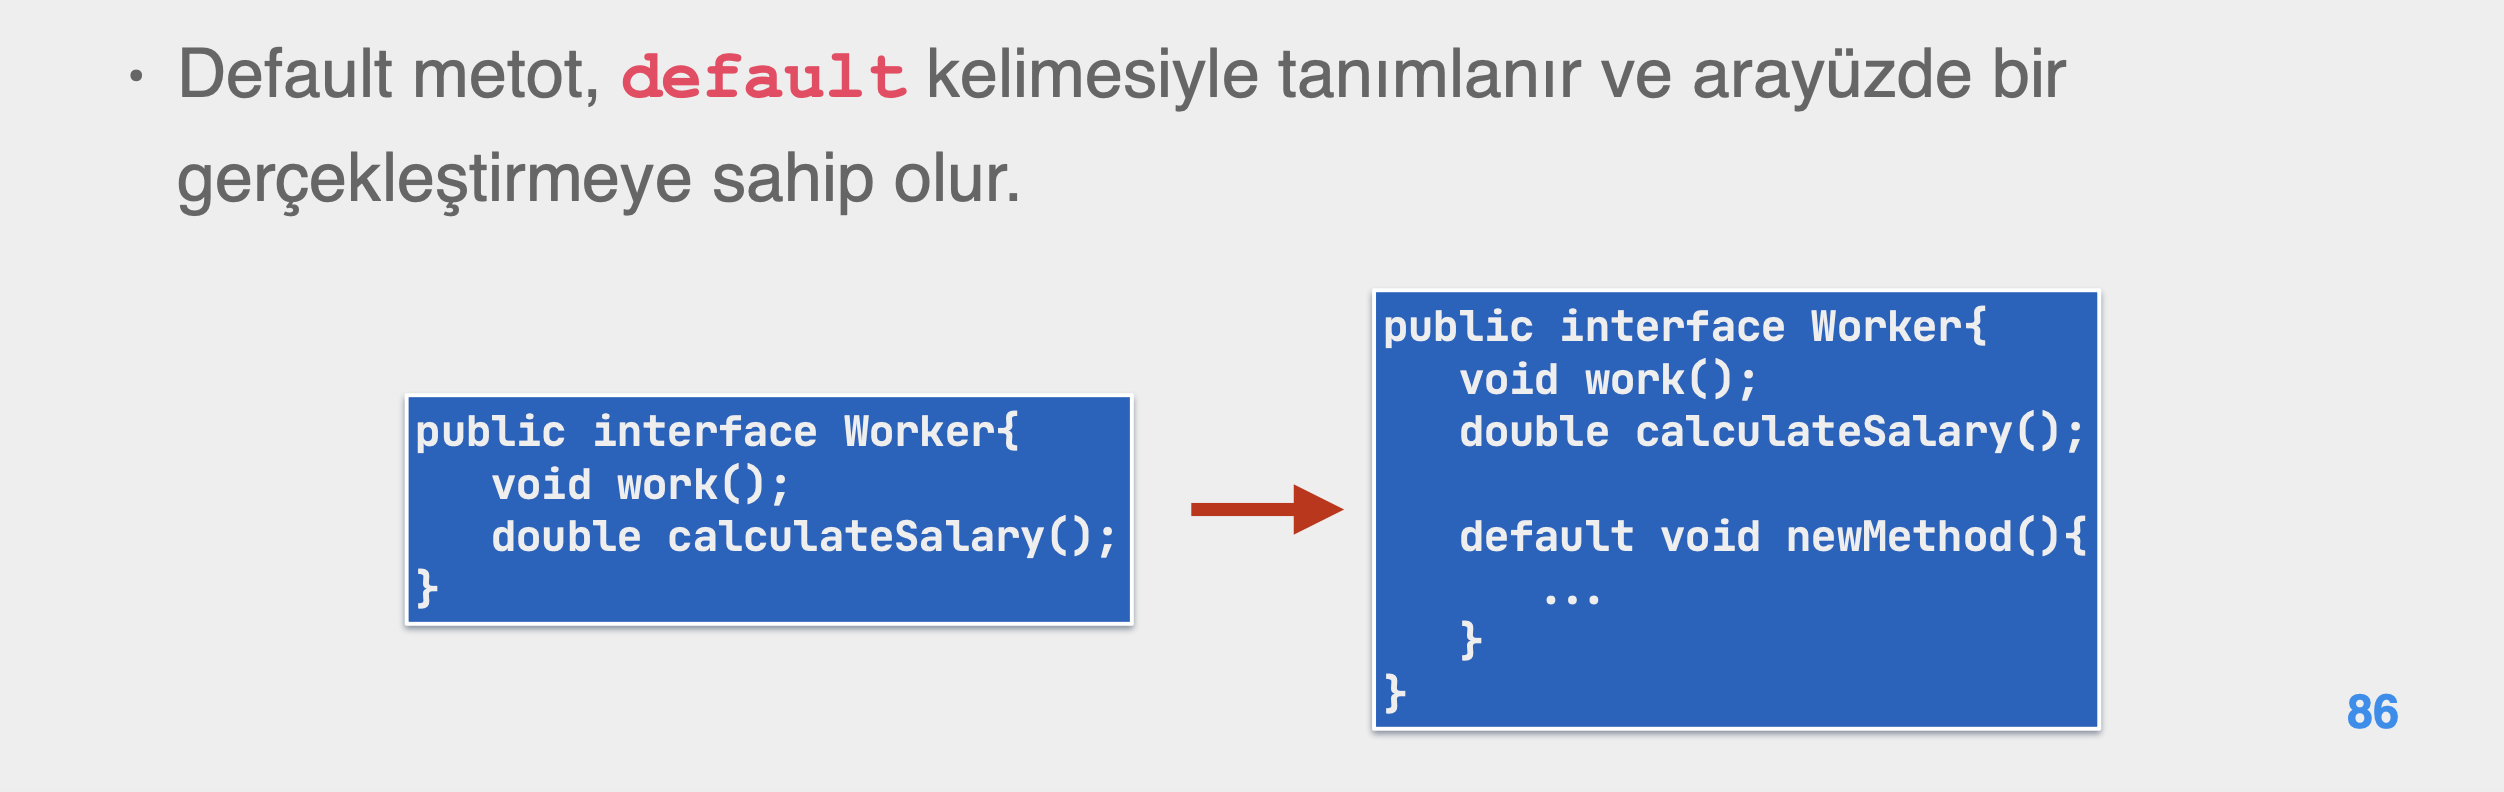 • Default metot, default kelimesiyle tanımlanır ve arayüzde bir
gerçekleştirmeye sahip olur.
public interface Worker{
    void work();
    double calculateSalary();
}
public interface Worker{
    void work();
    double calculateSalary();

    default void newMethod(){
        ...
    }
}
86